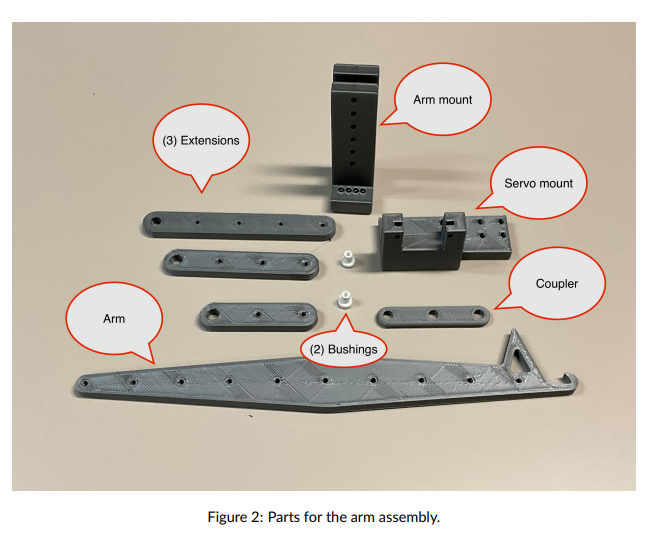 Arm mount
(3) Extensions
Servo mount
Coupler
Arm
(2) Bushings
Figure 2: Parts for the arm assembly.